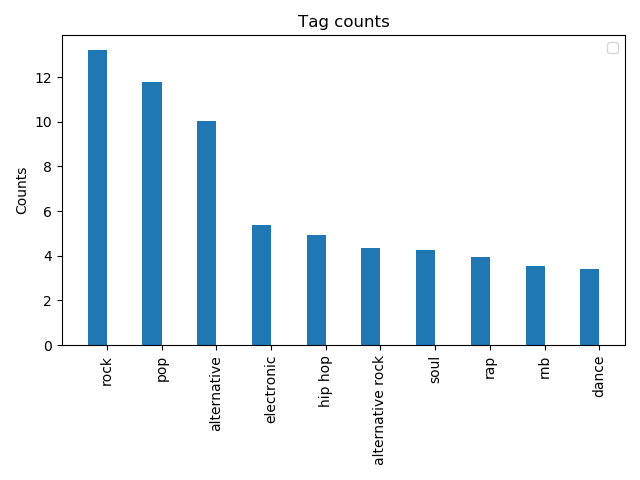 Tag counts
Counts
12
10
8
6
4
2
0
rock
pop
alternative
electronic
hip hop
alternative rock
soul
rap
rnb
dance